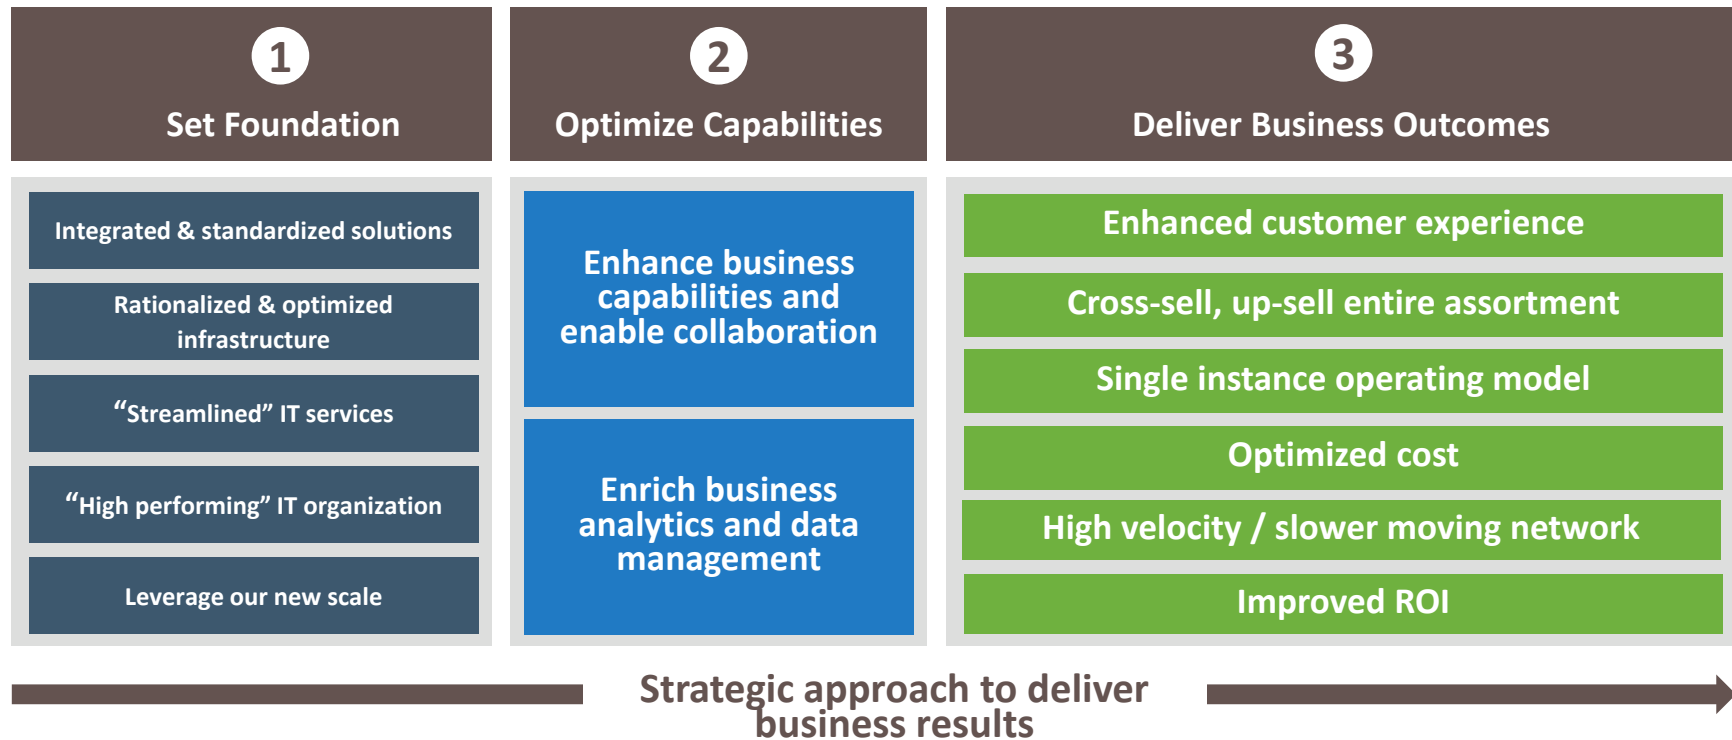 1
Set Foundation
Integrated & standardized solutions
Rationalized & optimized
infrastructure
“Streamlined” IT services
“High performing” IT organization
Leverage our new scale
2
Optimize Capabilities
Enhance business
capabilities and
enable collaboration
Enrich business
analytics and data
management
3
Deliver Business Outcomes
Enhanced customer experience
Cross-sell, up-sell entire assortment
Single instance operating model
Optimized cost
High velocity / slower moving network
Improved ROI
Strategic approach to deliver
business results